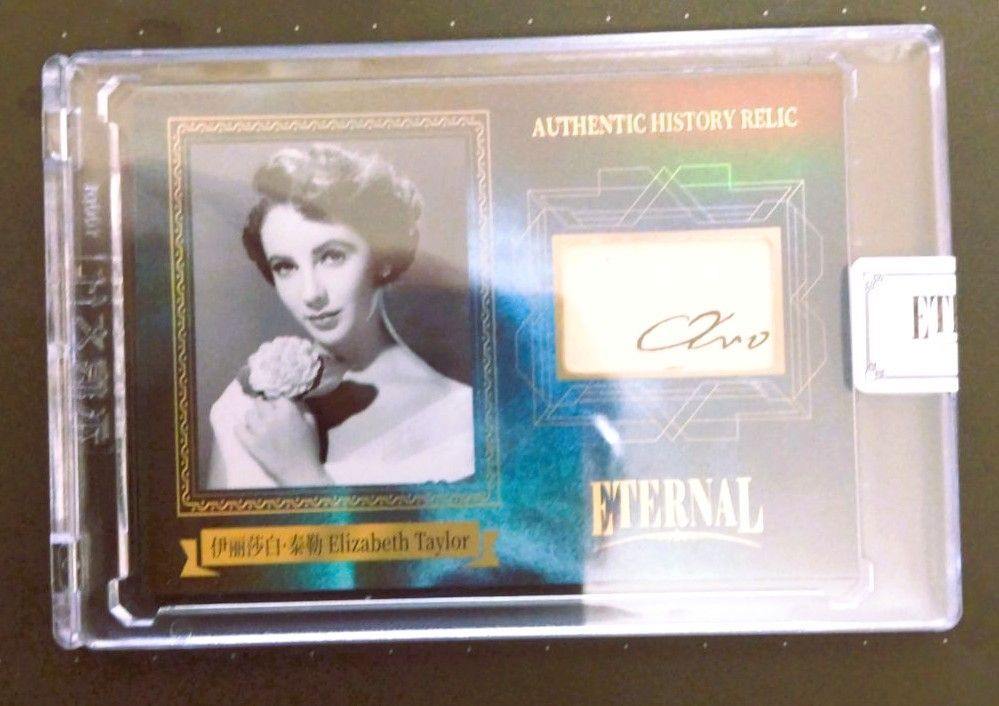 AUTHENTIC HISTORY RELIC
ETERNAL
伊丽莎白·泰勒 Elizabeth Taylor